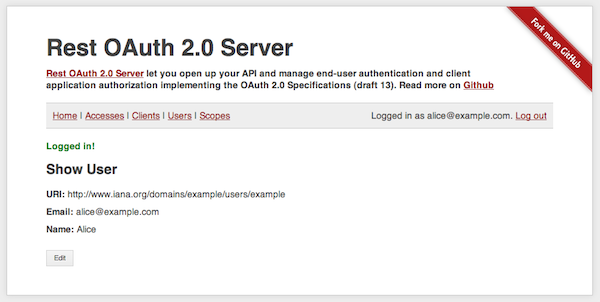 Fork me on GitHub
Rest OAuth 2.0 Server
Rest OAuth 2.0 Server let you open up your API and manage end-user authentication and client
application authorization implementing the OAuth 2.0 Specifications (draft 13). Read more on Github
Home | Accesses | Clients | Users | Scopes Logged in as alice@example.com. Log out
Logged in!
Show User
URI: http://www.iana.org/domains/example/users/example
Email: alice@example.com
Name: Alice
Edit